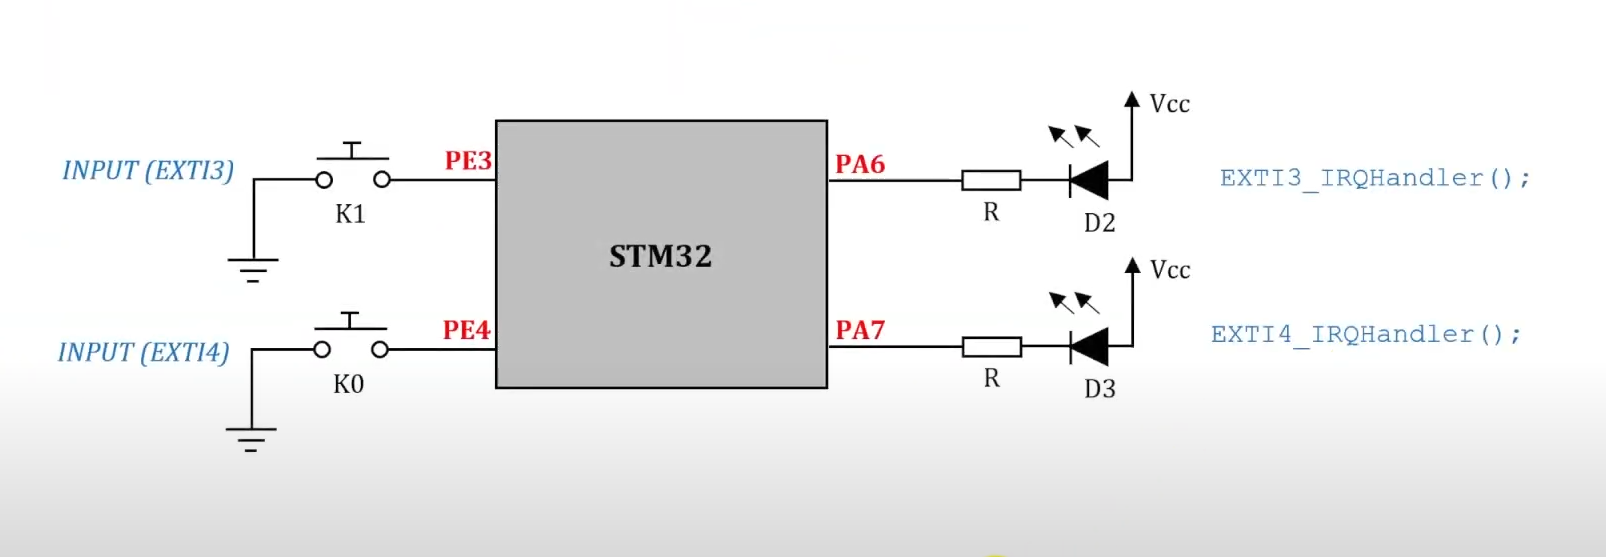 Vcc
INPUT (EXTI3)
PE3
PA6
EXTI3_IRQHandler();
K1
R
D2
STM32
Vcc
INPUT (EXTI4)
PE4
PA7
EXTI4_IRQHandler();
K0
R
D3